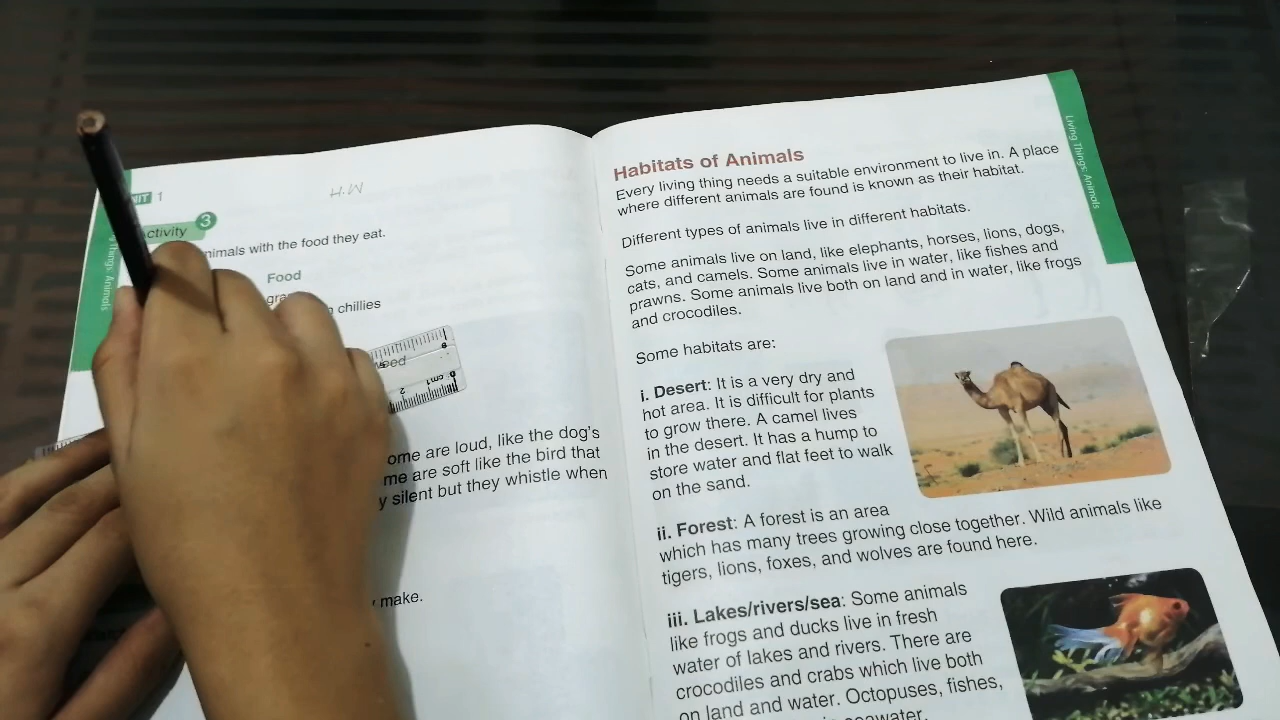 1
H.W
3
nimals with the food they eat.
Food
chillies
ome are loud, like the dog's
me are soft like the bird that
y silent but they whistle when
make.
Things: Animals
Habitats of Animals
Every living thing needs a suitable environment to live in. A place
where different animals are found is known as their habitat.
Different types of animals live in different habitats.
Some animals live on land, like elephants, horses, lions, dogs,
cats, and camels. Some animals live in water, like fishes and
prawns. Some animals live both on land and in water, like frogs
and crocodiles.
Some habitats are:
i. Desert: It is a very dry and
hot area. It is difficult for plants
to grow there. A camel lives
in the desert. It has a hump to
store water and flat feet to walk
on the sand.
ii. Forest: A forest is an area
which has many trees growing close together. Wild animals like
tigers, lions, foxes, and wolves are found here.
iii. Lakes/rivers/sea: Some animals
like frogs and ducks live in fresh
water of lakes and rivers. There are
crocodiles and crabs which live both
on land and water. Octopuses, fishes,
seawater.
Living Things: Animals